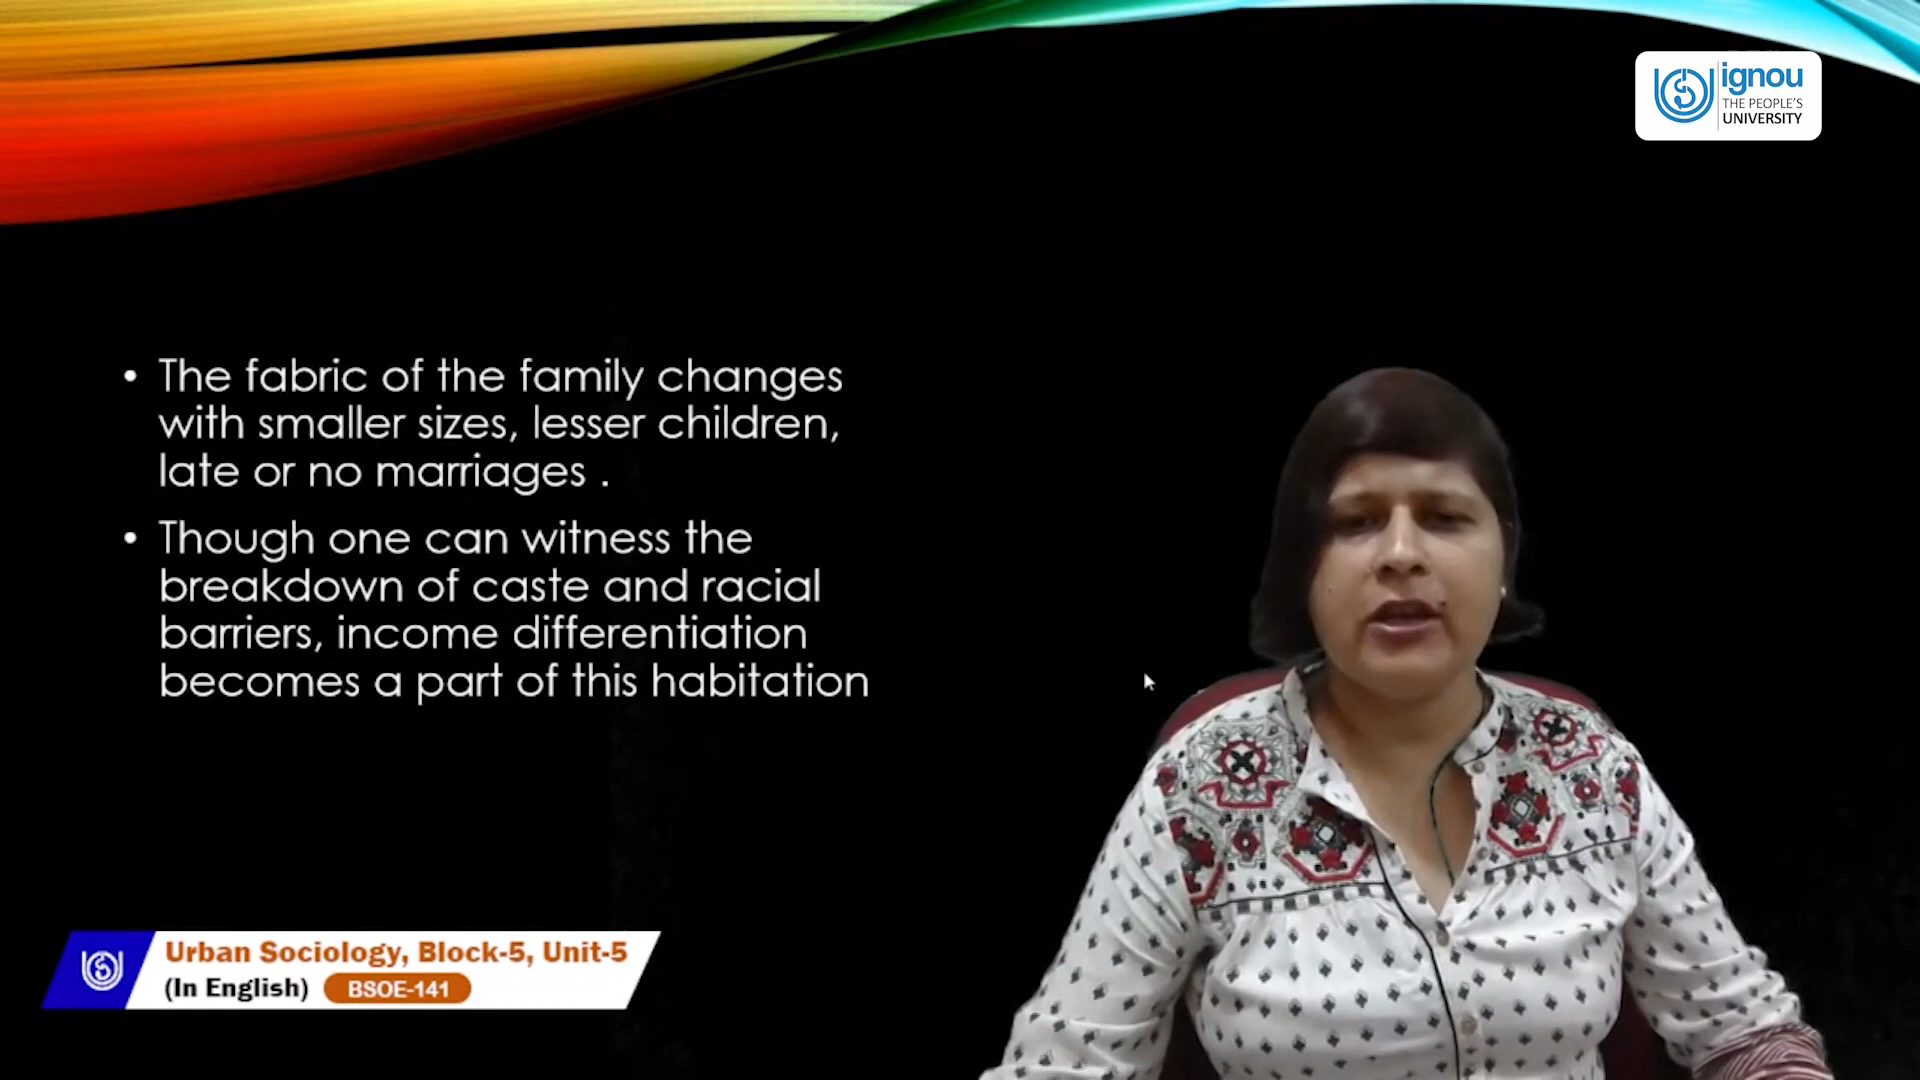 ignou
THE PEOPLE'S
UNIVERSITY
• The fabric of the family changes
with smaller sizes, lesser children,
late or no marriages .
• Though one can witness the
breakdown of caste and racial
barriers, income differentiation
becomes a part of this habitation
Urban Sociology, Block-5, Unit-5
(In English) BSOE-141